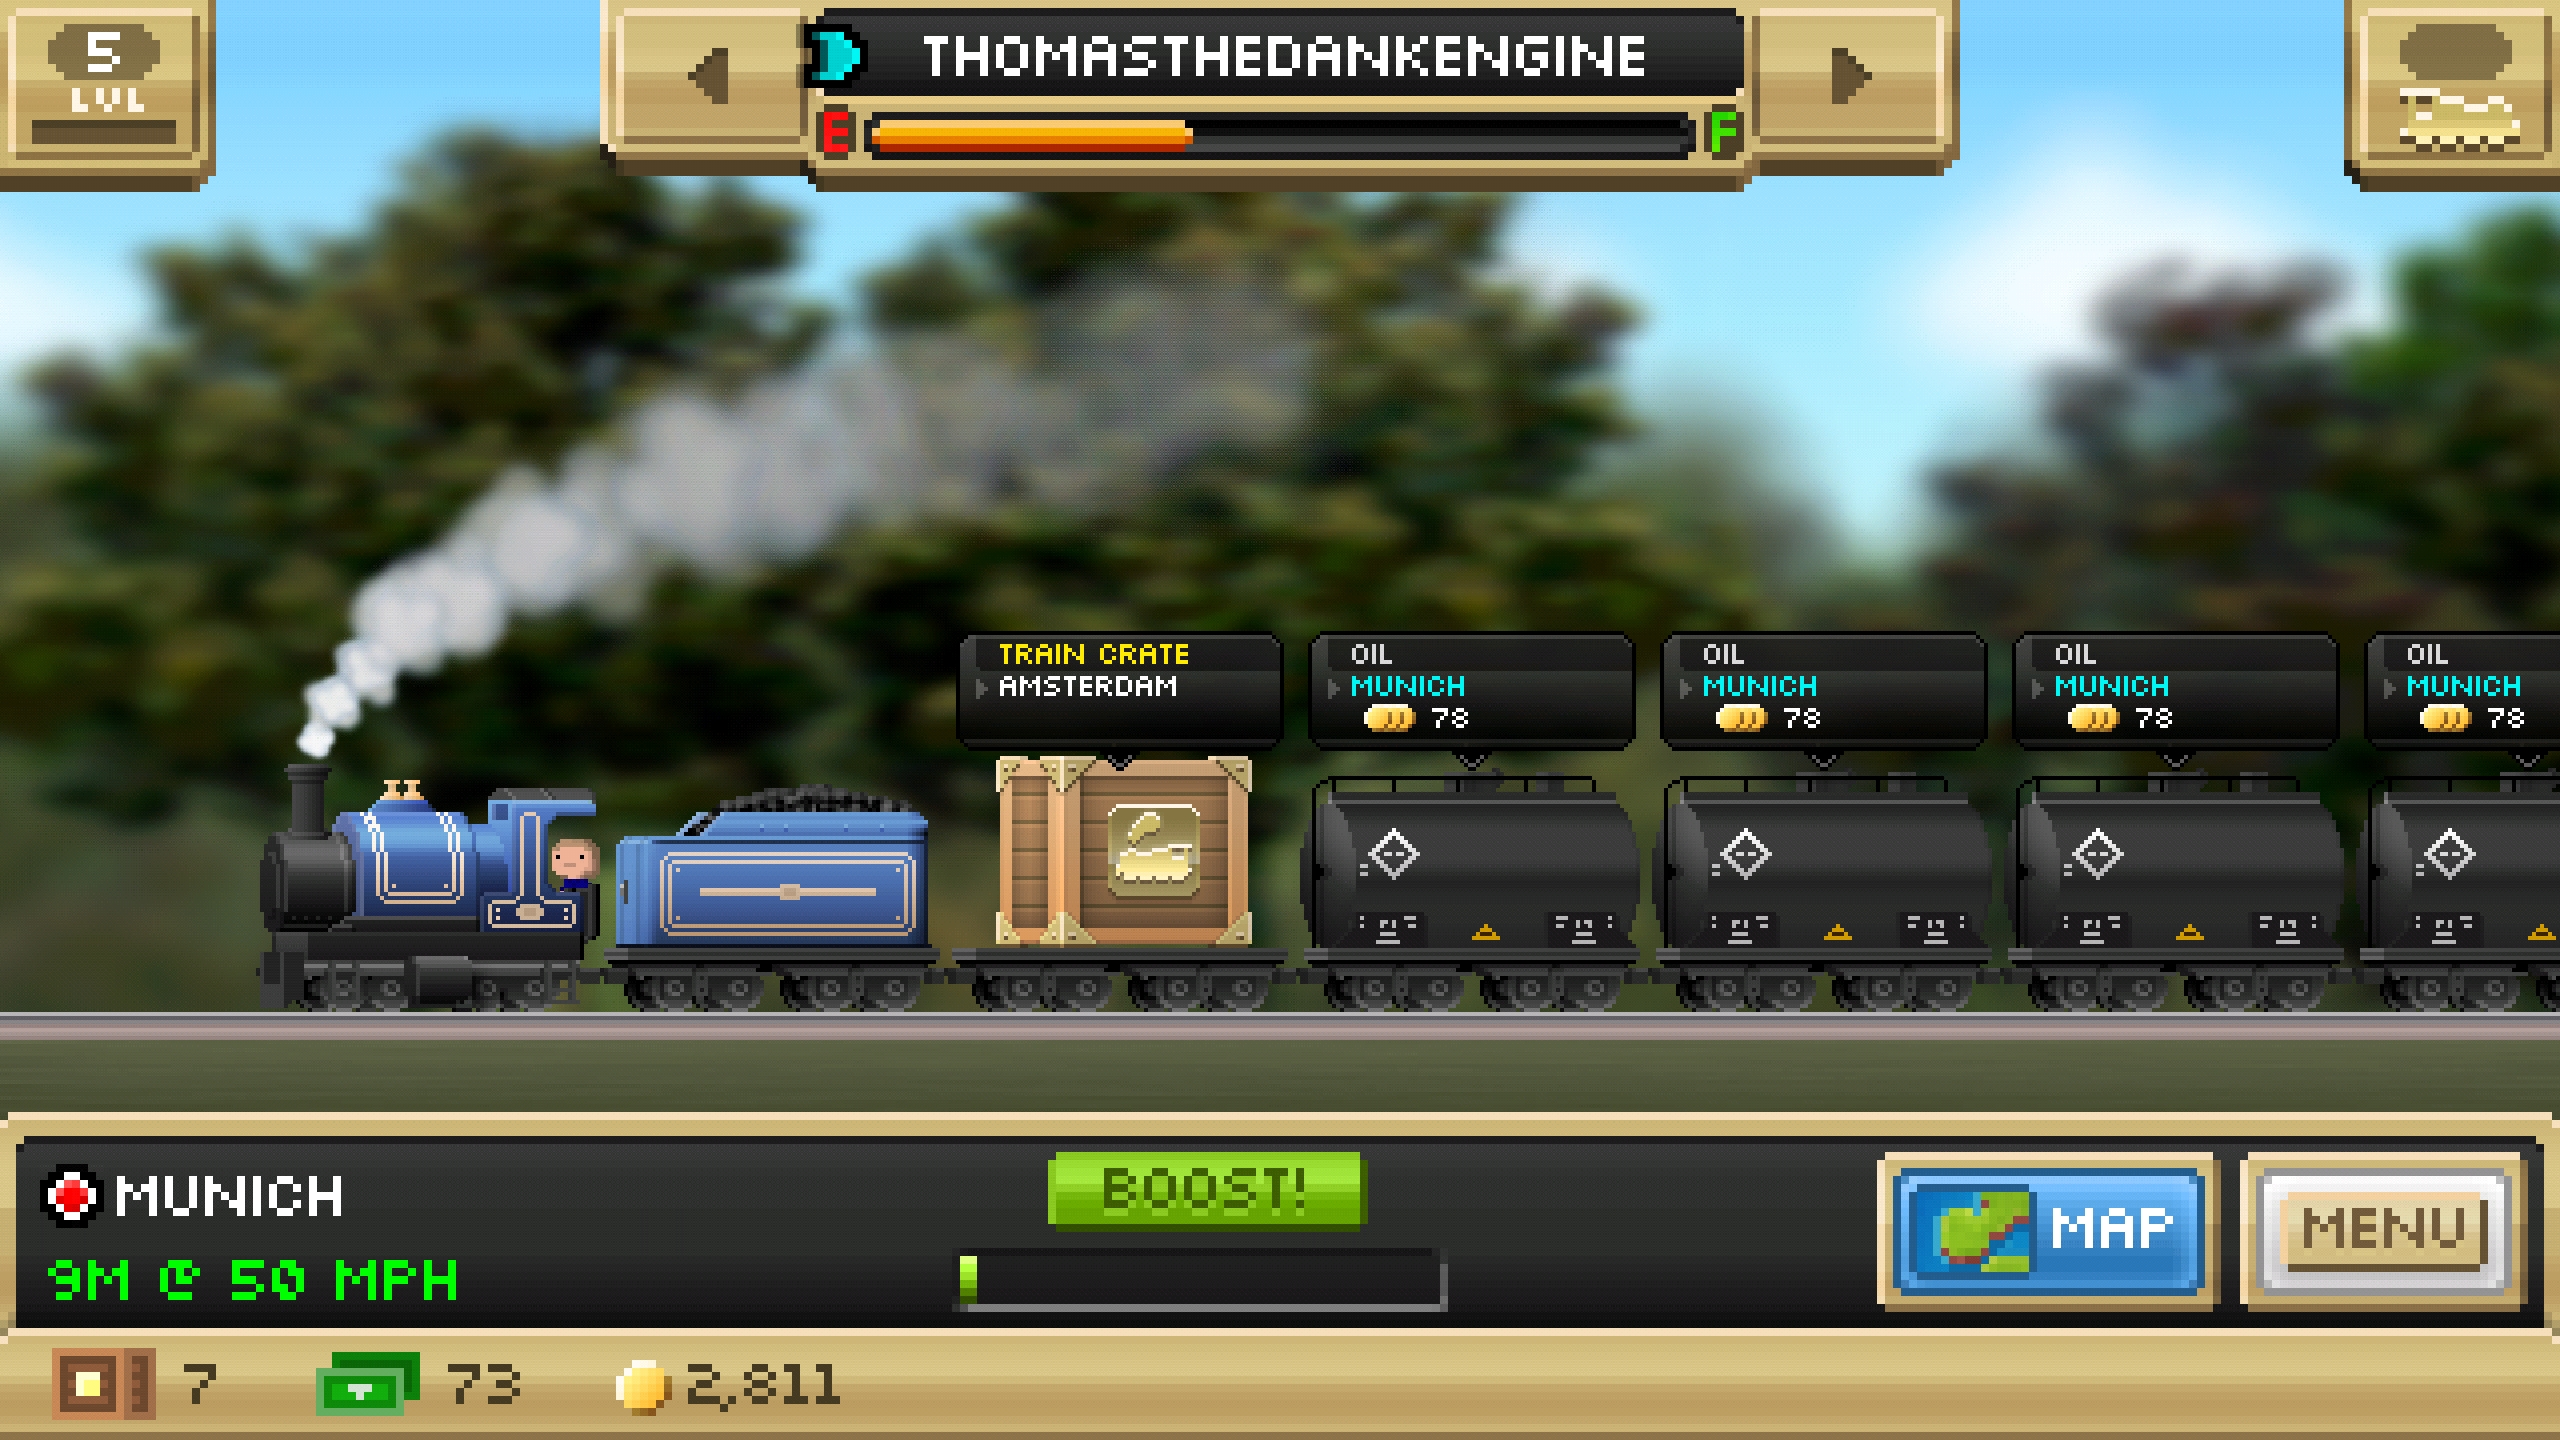 5
LVL
THOMASTHEDANKENGINE
E
F
TRAIN CRATE
AMSTERDAM
OIL
MUNICH
78
OIL
MUNICH
78
OIL
MUNICH
78
OIL
MUNICH
78
MUNICH
9M @ 50 MPH
BOOST!
MAP
MENU
7
73
2,811